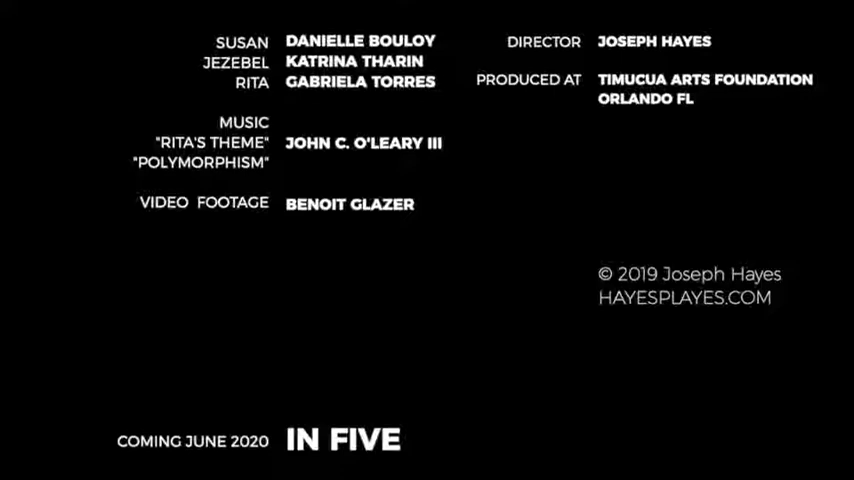 SUSAN DANIELLE BOULOY
JEZEBEL KATRINA THARIN
RITA GABRIELA TORRES
MUSIC
"RITA'S THEME" JOHN C. O'LEARY III
"POLYMORPHISM"
VIDEO FOOTAGE BENOIT GLAZER
DIRECTOR JOSEPH HAYES
PRODUCED AT TIMUCUA ARTS FOUNDATION
ORLANDO FL
© 2019 Joseph Hayes
HAYESPLAYES.COM
COMING JUNE 2020 IN FIVE